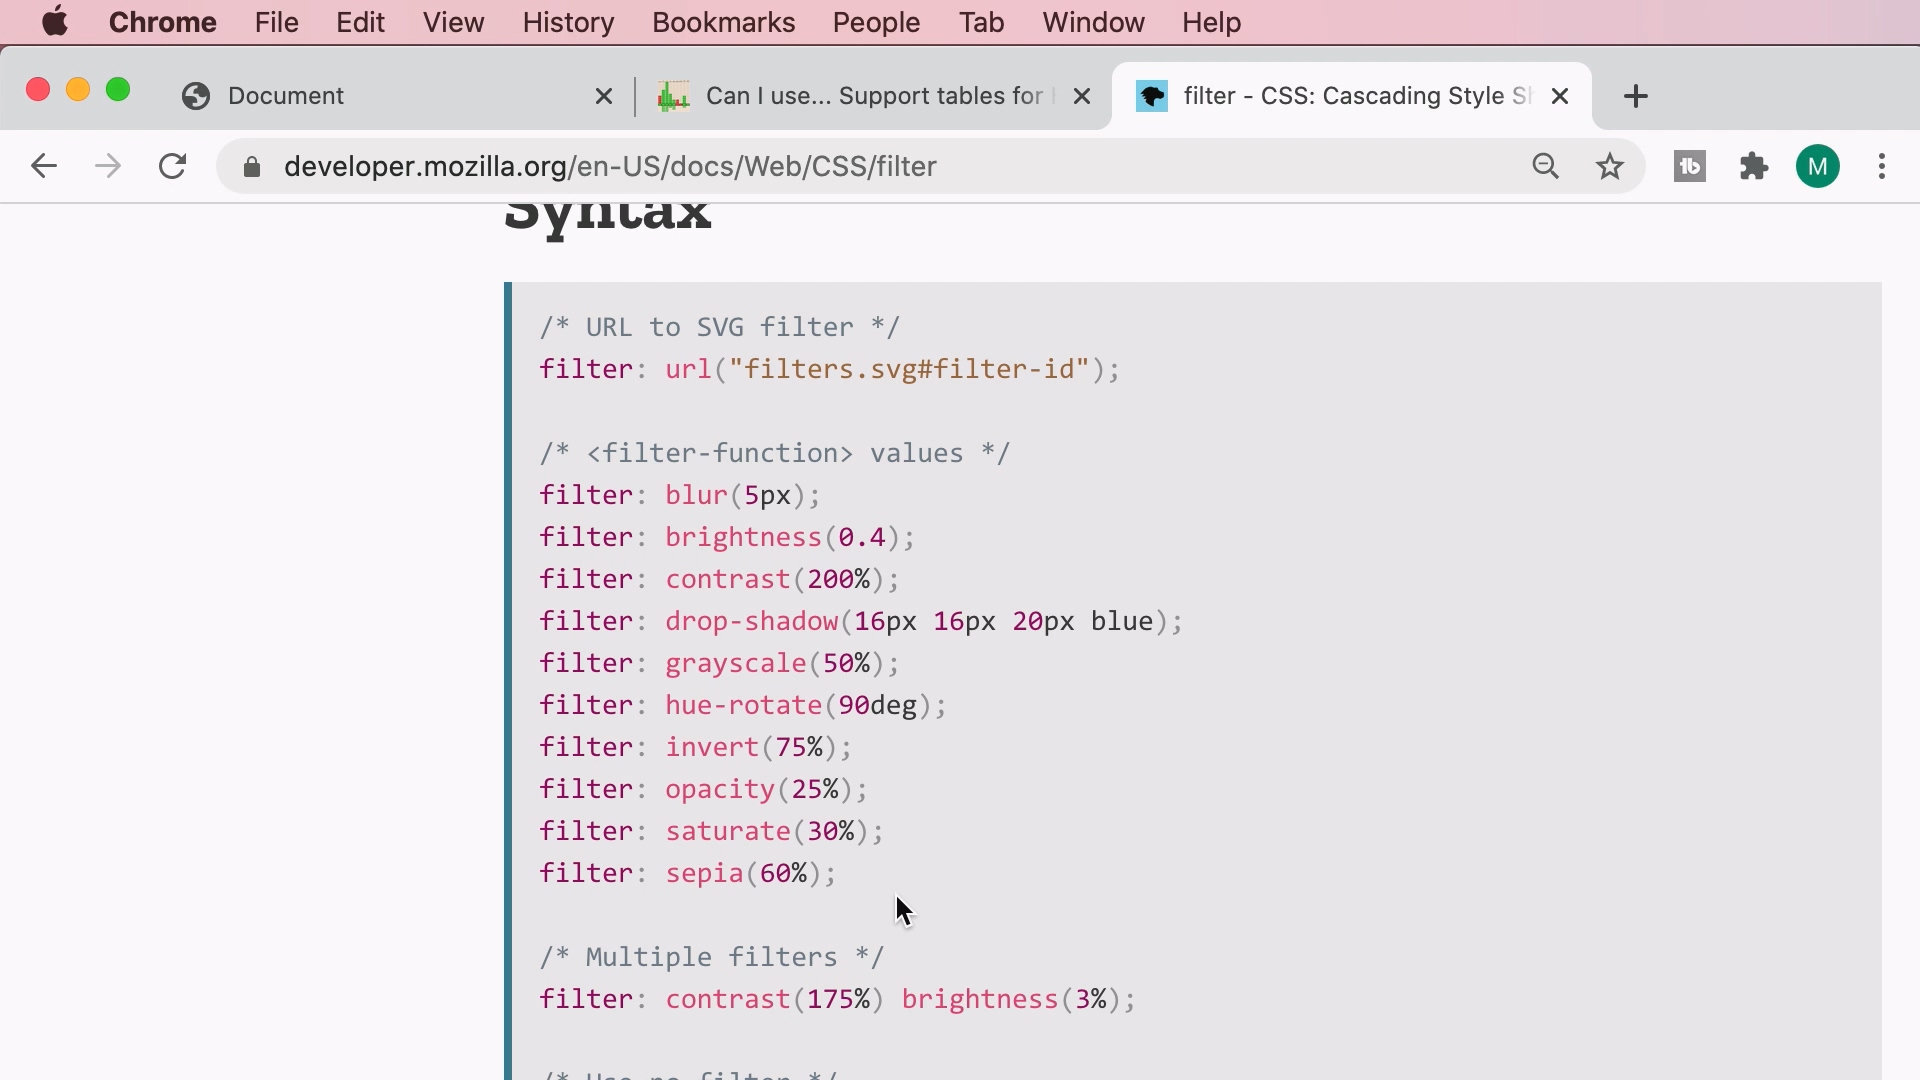 Chrome File Edit View History Bookmarks People Tab Window Help
Document
Can I use... Support tables for
filter - CSS: Cascading Style
developer.mozilla.org/en-US/docs/Web/CSS/filter
M
Syntax
/* URL to SVG filter */
filter: url("filters.svg#filter-id");
/* <filter-function> values */
filter: blur(5px);
filter: brightness(0.4);
filter: contrast(200%);
filter: drop-shadow(16px 16px 20px blue);
filter: grayscale(50%);
filter: hue-rotate(90deg);
filter: invert(75%);
filter: opacity(25%);
filter: saturate(30%);
filter: sepia(60%);
/* Multiple filters */
filter: contrast(175%) brightness(3%);
/* Use no filter */